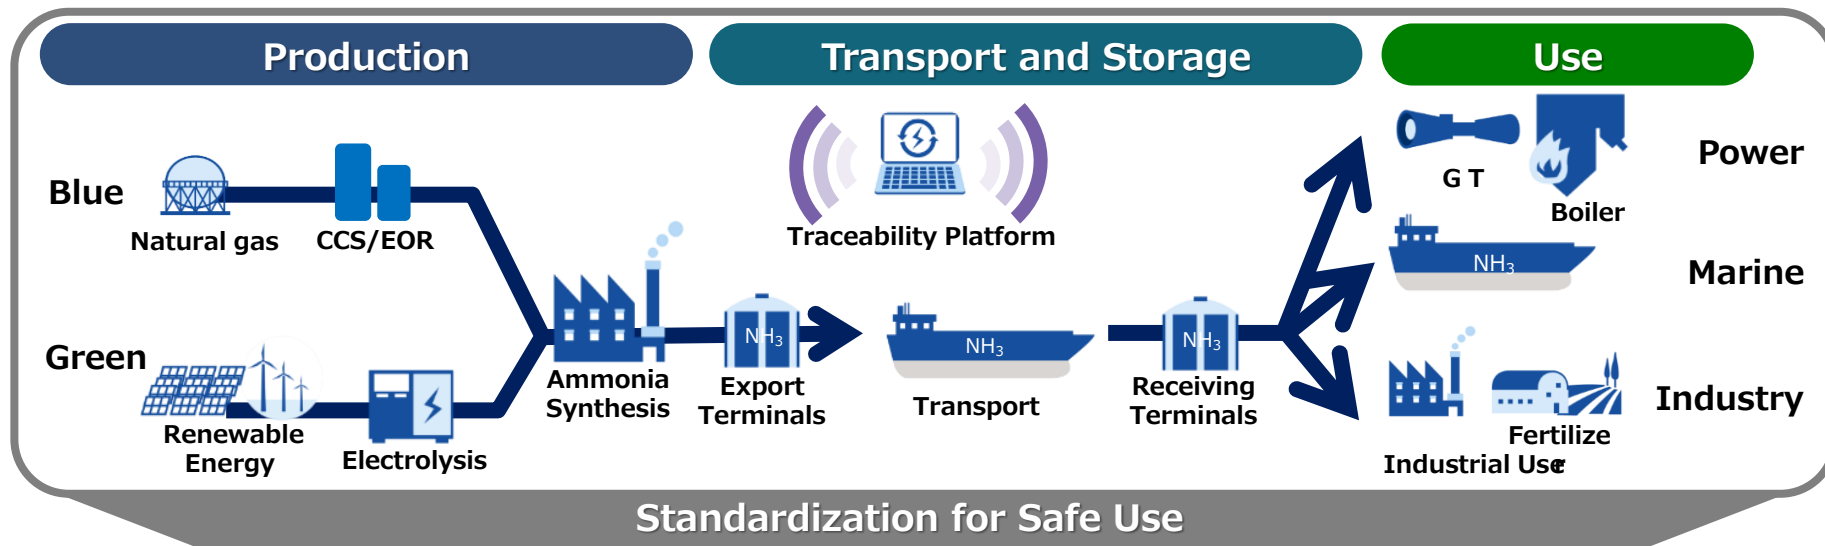 Production
Transport and Storage
Use
Blue
Natural gas
CCS/EOR
Green
Renewable
Energy
Electrolysis
Ammonia
Synthesis
Traceability Platform
NH3
Export
Terminals
NH3
Transport
NH3
Receiving
Terminals
G T
Boiler
Power
NH3
Marine
Industrial Use
Fertilize
r
Industry
Standardization for Safe Use